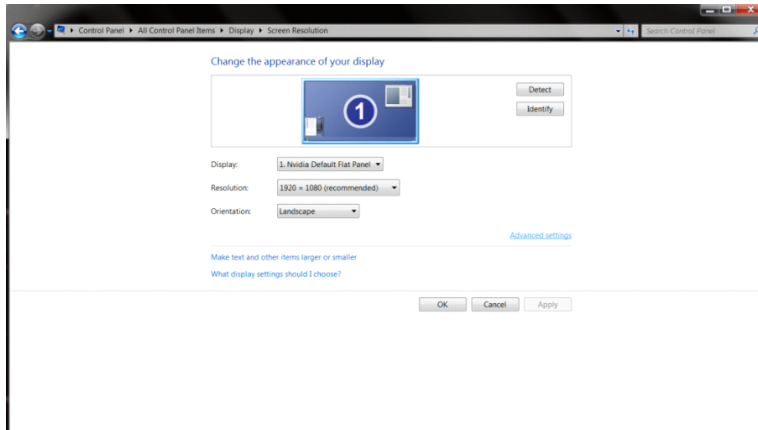 Control Panel ▸ All Control Panel Items ▸ Display ▸ Screen Resolution
Search Control Panel
Change the appearance of your display
1
Detect
Identify
Display: 1. Nvidia Default Flat Panel
Resolution: 1920 × 1080 (recommended)
Orientation: Landscape
Advanced settings
Make text and other items larger or smaller
What display settings should I choose?
OK Cancel Apply